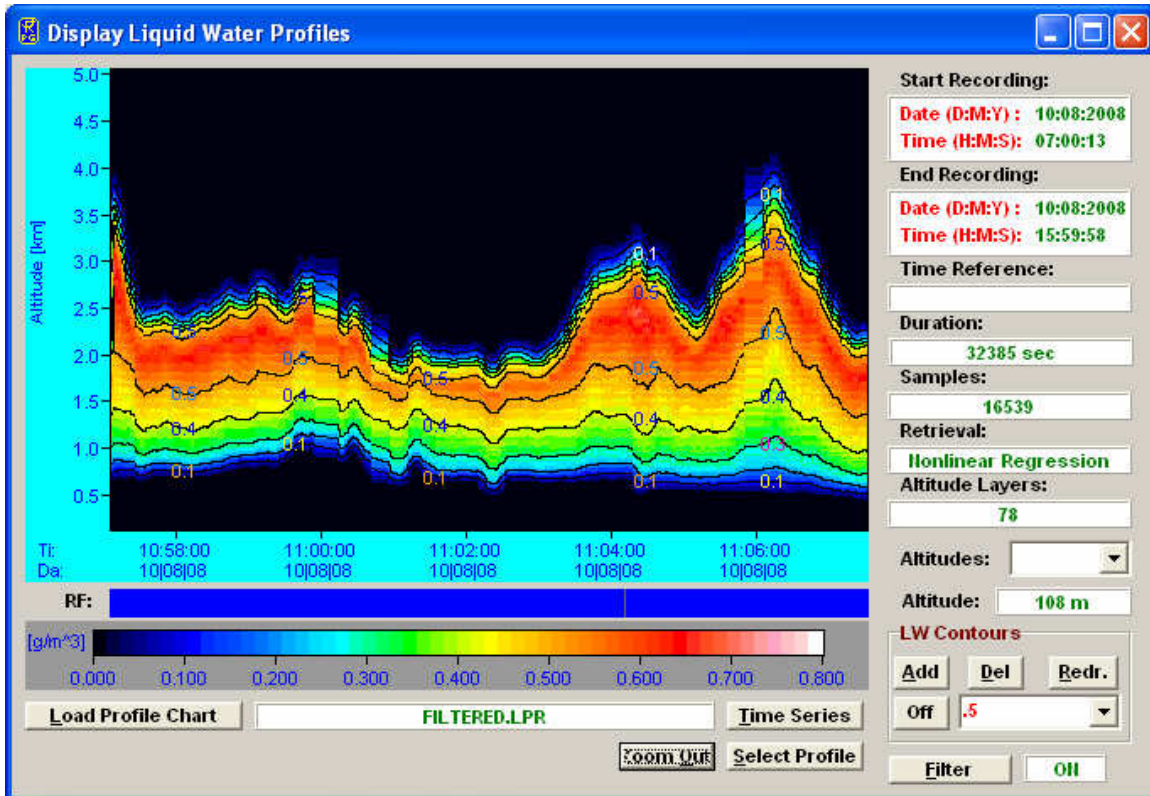 Display Liquid Water Profiles
5.0
4.5
4.0
3.5
3.0
2.5
2.0
1.5
1.0
0.5
Altitude [km]
0.1
0.5
0.1
0.5
0.5
0.5
0.5
0.5
0.5
0.5
0.4
0.4
0.4
0.4
0.3
0.1
0.1
0.1
0.1
0.1
Ti: 10:58:00 11:00:00 11:02:00 11:04:00 11:06:00
Da: 10|08|08 10|08|08 10|08|08 10|08|08 10|08|08
RF:
[g/m^3]
0.000 0.100 0.200 0.300 0.400 0.500 0.600 0.700 0.800
Load Profile Chart FILTERED.LPR Time Series
Zoom Out Select Profile
Start Recording:
Date (D:M:Y) : 10:08:2008
Time (H:M:S): 07:00:13
End Recording:
Date (D:M:Y) : 10:08:2008
Time (H:M:S): 15:59:58
Time Reference:
Duration:
32385 sec
Samples:
16539
Retrieval:
Nonlinear Regression
Altitude Layers:
78
Altitudes:
Altitude: 108 m
LW Contours
Add Del Redr.
Off .5
Filter ON